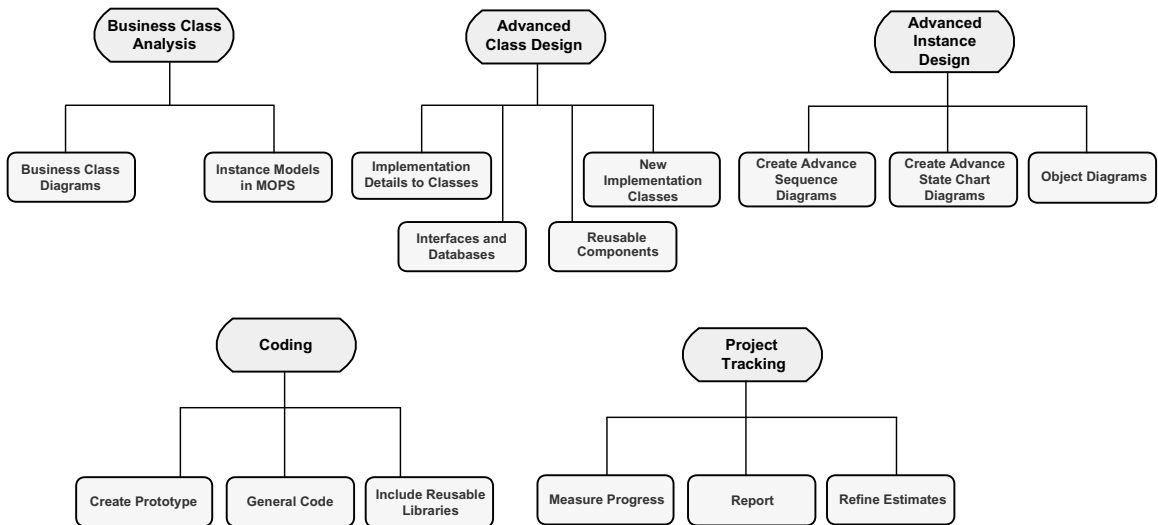 Business Class
Analysis
Business Class
Diagrams
Instance Models
in MOPS
Advanced
Class Design
Implementation
Details to Classes
Interfaces and
Databases
Reusable
Components
New
Implementation
Classes
Advanced
Instance
Design
Create Advance
Sequence
Diagrams
Create Advance
State Chart
Diagrams
Object Diagrams
Coding
Create Prototype
General Code
Include Reusable
Libraries
Project
Tracking
Measure Progress
Report
Refine Estimates